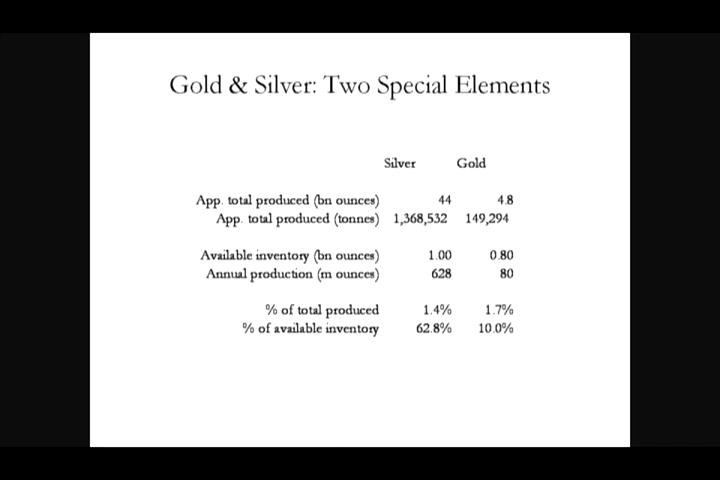 Gold & Silver: Two Special Elements
Silver Gold
App. total produced (bn ounces) 44 4.8
App. total produced (tonnes) 1,368,532 149,294
Available inventory (bn ounces) 1.00 0.80
Annual production (m ounces) 628 80
% of total produced 1.4% 1.7%
% of available inventory 62.8% 10.0%